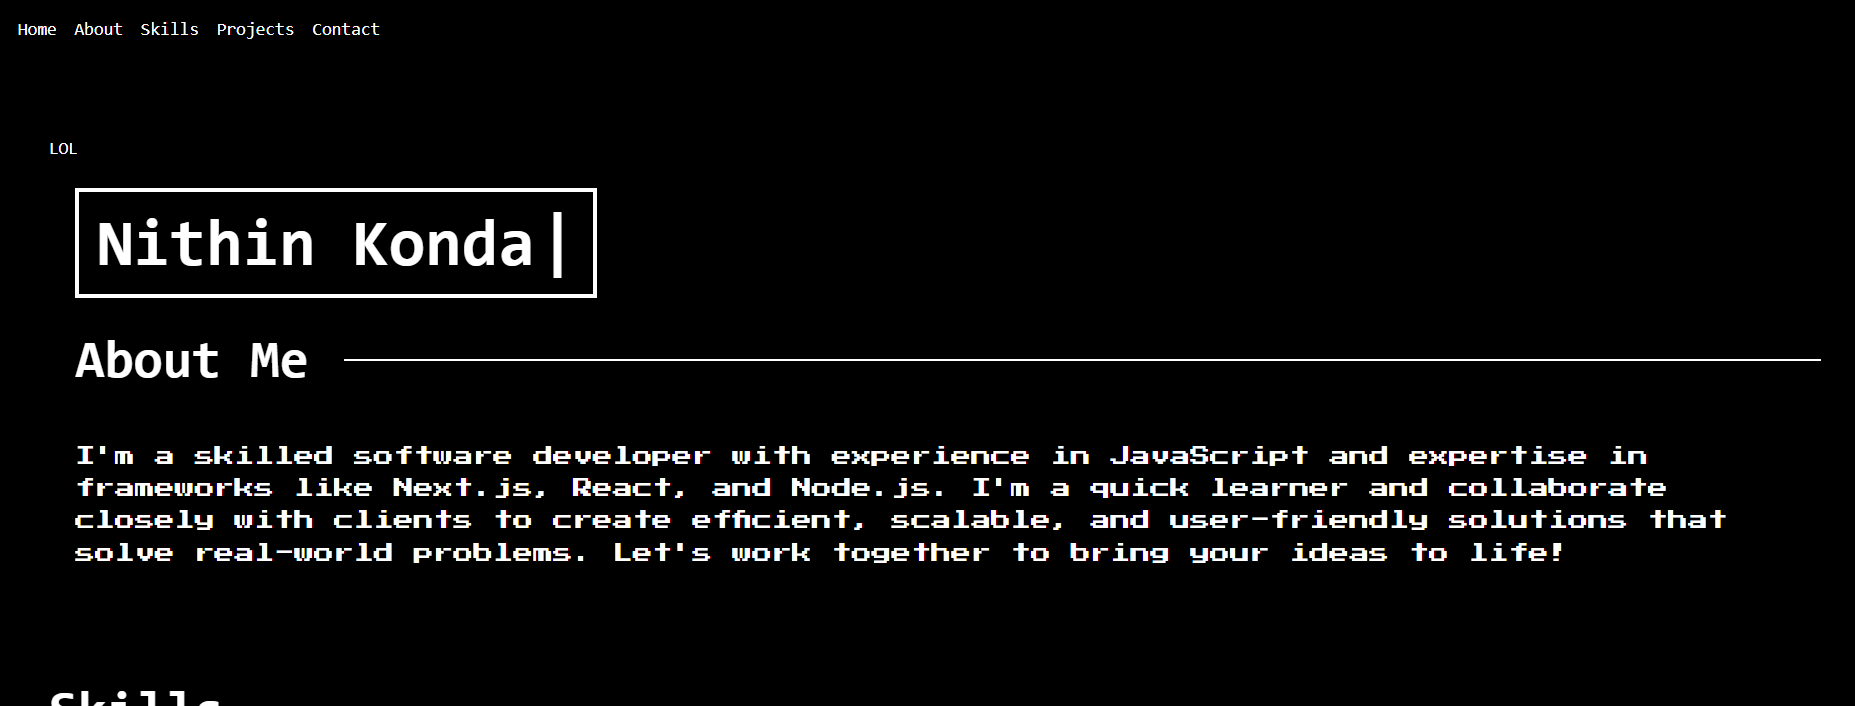 Home About Skills Projects Contact
LOL
Nithin Konda|
About Me
I'm a skilled software developer with experience in JavaScript and expertise in
frameworks like Next.js, React, and Node.js. I'm a quick learner and collaborate
closely with clients to create efficient, scalable, and user-friendly solutions that
solve real-world problems. Let's work together to bring your ideas to life!
Skills